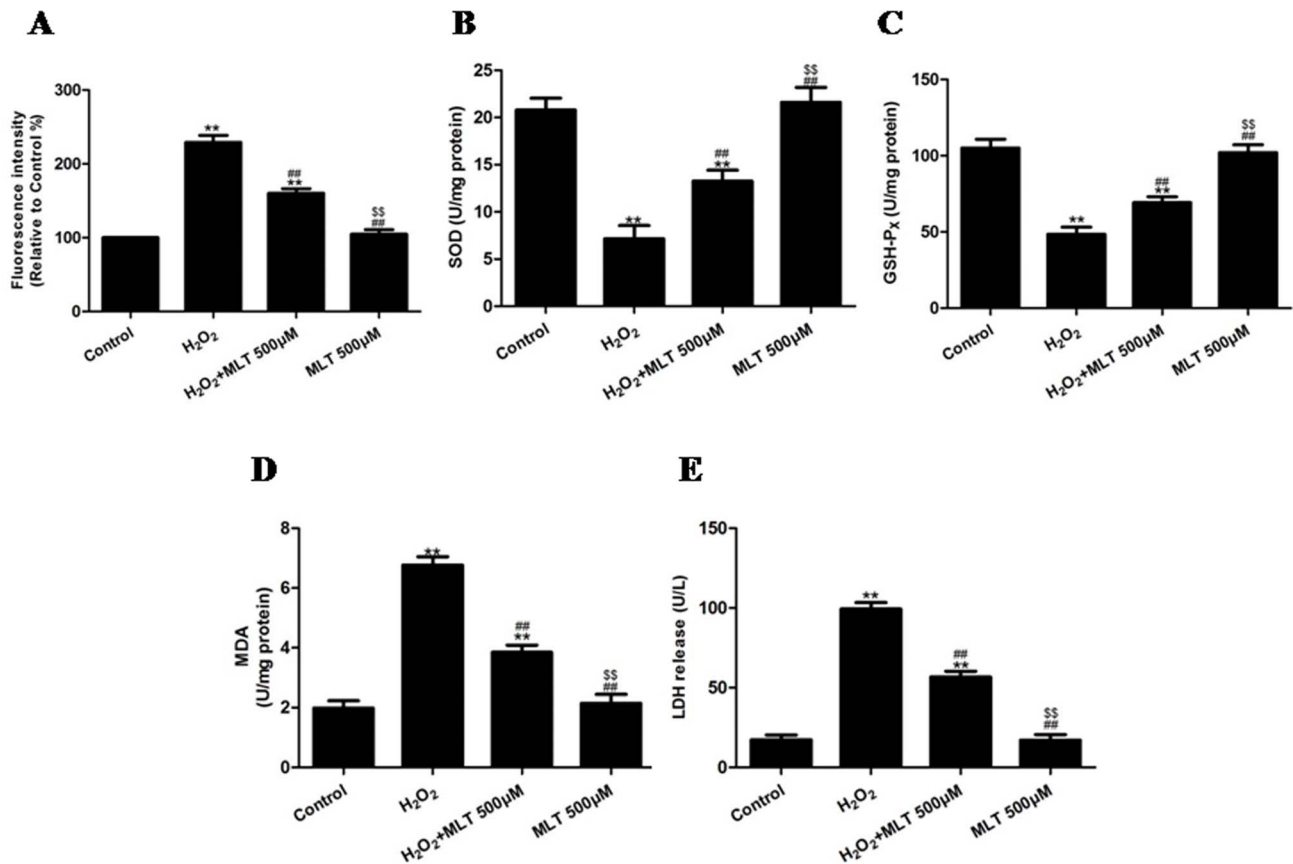 A
Fluorescence intensity
(Relative to Control %)
300
200
100
0
**
##
**
$$
##
Control
H₂O₂
H₂O₂+MLT 500μM
MLT 500μM
B
SOD (U/mg protein)
25
20
15
10
5
0
**
##
**
$$
##
Control
H₂O₂
H₂O₂+MLT 500μM
MLT 500μM
C
GSH-Pₓ (U/mg protein)
150
100
50
0
**
##
**
$$
##
Control
H₂O₂
H₂O₂+MLT 500μM
MLT 500μM
D
MDA
(U/mg protein)
8
6
4
2
0
**
##
**
$$
##
Control
H₂O₂
H₂O₂+MLT 500μM
MLT 500μM
E
LDH release (U/L)
150
100
50
0
**
##
**
$$
##
Control
H₂O₂
H₂O₂+MLT 500μM
MLT 500μM